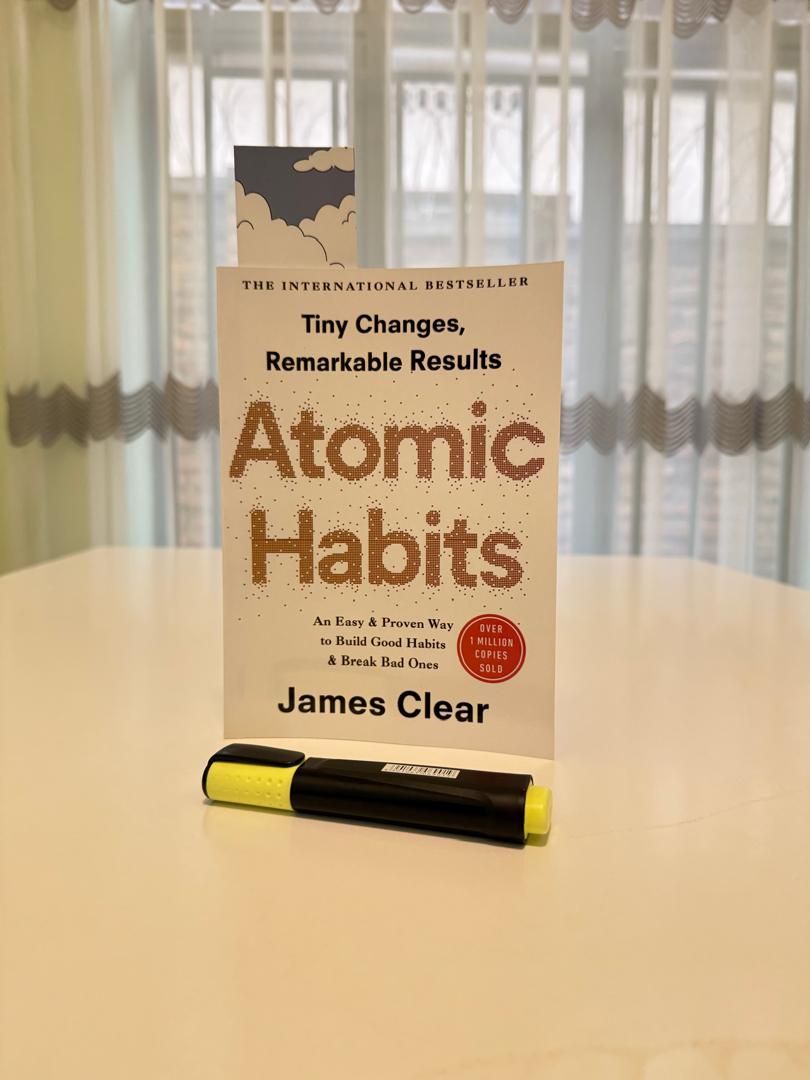 THE INTERNATIONAL BESTSELLER
Tiny Changes,
Remarkable Results
Atomic
Habits
An Easy & Proven Way
to Build Good Habits
& Break Bad Ones
OVER
1 MILLION
COPIES
SOLD
James Clear